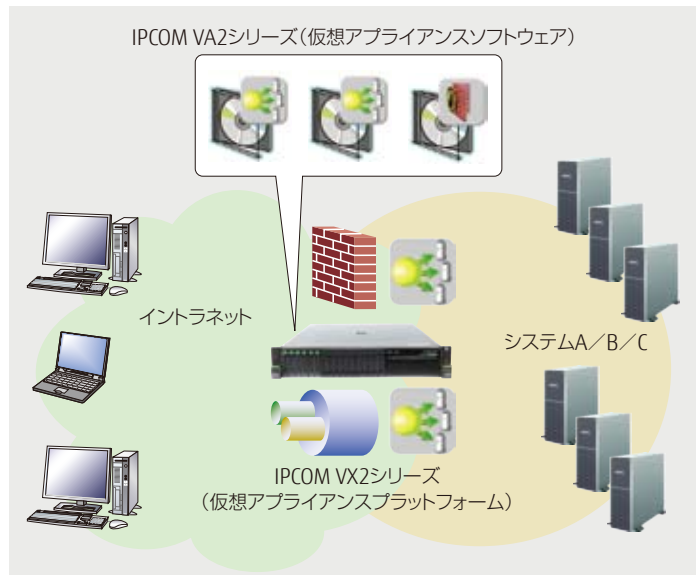 IPCOM VA2シリーズ（仮想アプライアンスソフトウェア）
イントラネット
システムA／B／C
IPCOM VX2シリーズ
（仮想アプライアンスプラットフォーム）